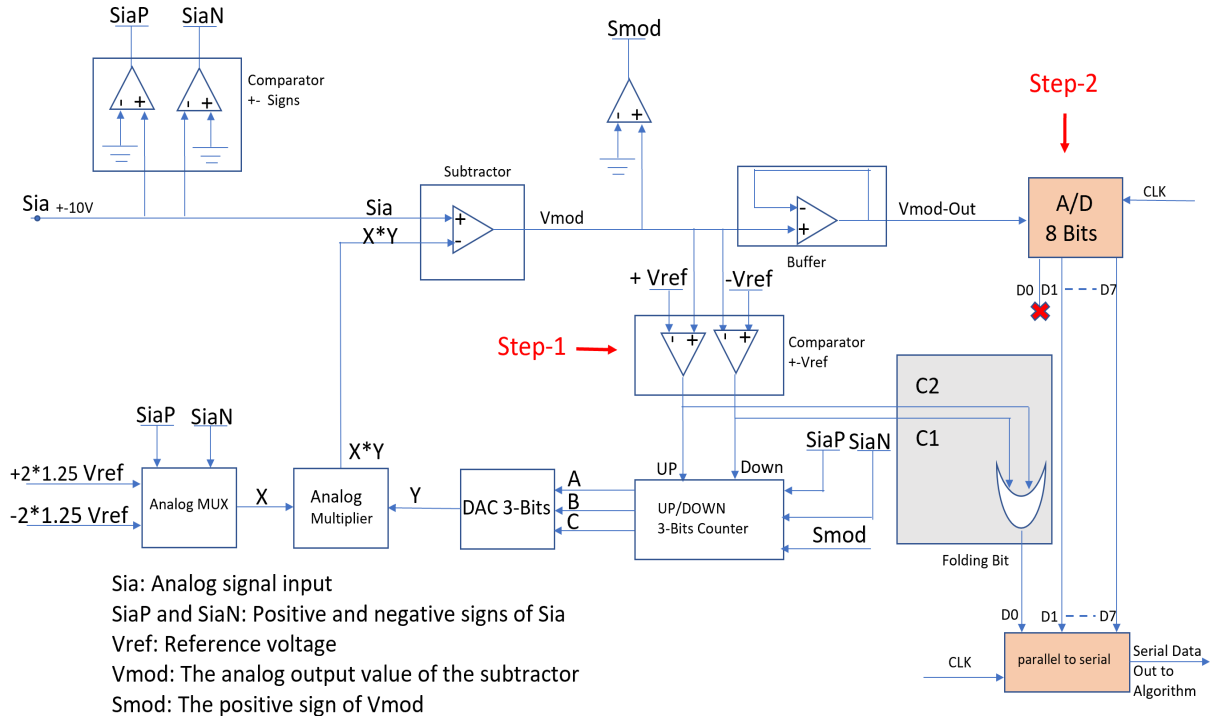 SiaP SiaN
Smod
Comparator
+- Signs
- + - +
- +
Step-2
Subtractor
Sia +-10V
Sia
X*Y
+
-
Vmod
-
+
Buffer
Vmod-Out
A/D
8 Bits
CLK
D0 D1 D7
+ Vref -Vref
- + - +
Comparator
+-Vref
Step-1
C2
C1
SiaP SiaN
SiaP SiaN
UP Down
+2*1.25 Vref
-2*1.25 Vref
Analog MUX
X
X*Y
Analog
Multiplier
Y
DAC 3-Bits
A
B
C
UP/DOWN
3-Bits Counter
Smod
Folding Bit
D0 D1 D7
CLK
parallel to serial
Serial Data
Out to
Algorithm
Sia: Analog signal input
SiaP and SiaN: Positive and negative signs of Sia
Vref: Reference voltage
Vmod: The analog output value of the subtractor
Smod: The positive sign of Vmod